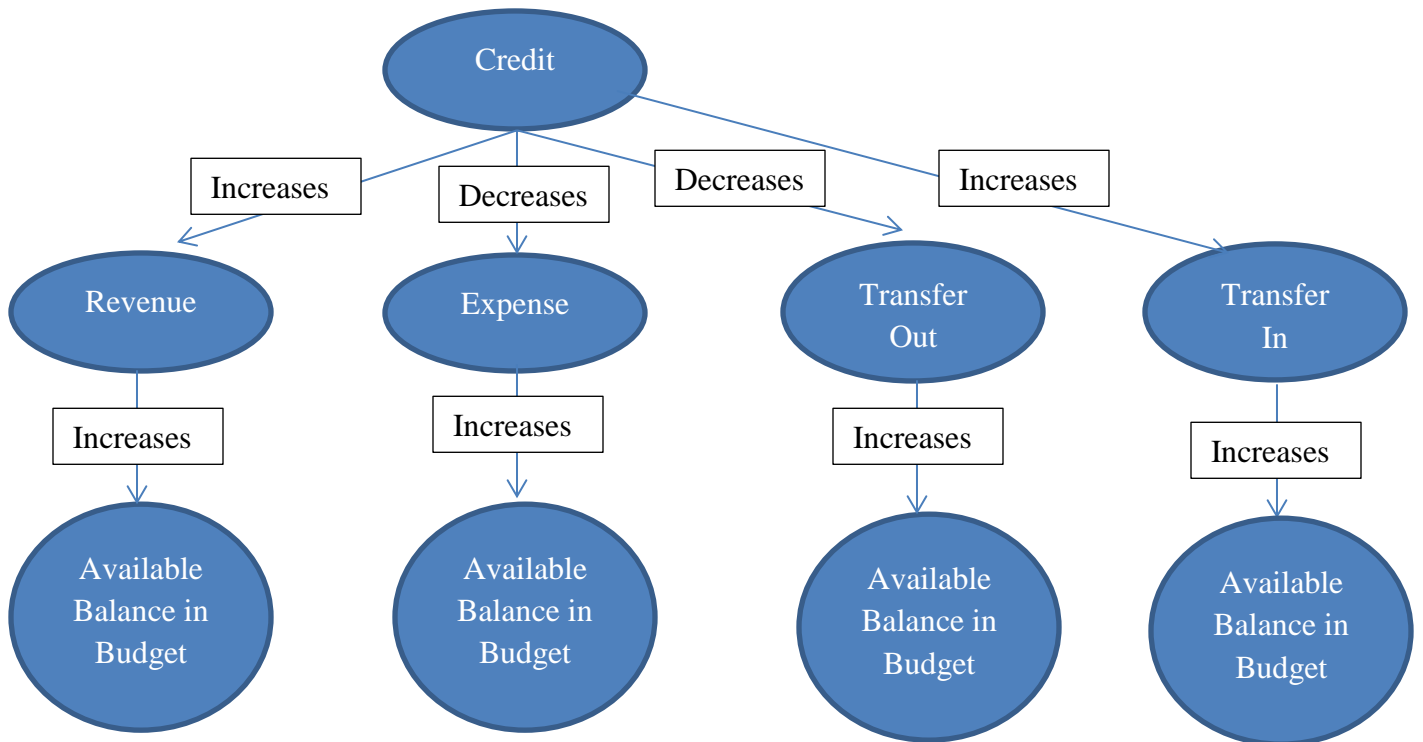 Credit
Increases
Decreases
Decreases
Increases
Revenue
Expense
Transfer
Out
Transfer
In
Increases
Increases
Increases
Increases
Available
Balance in
Budget
Available
Balance in
Budget
Available
Balance in
Budget
Available
Balance in
Budget